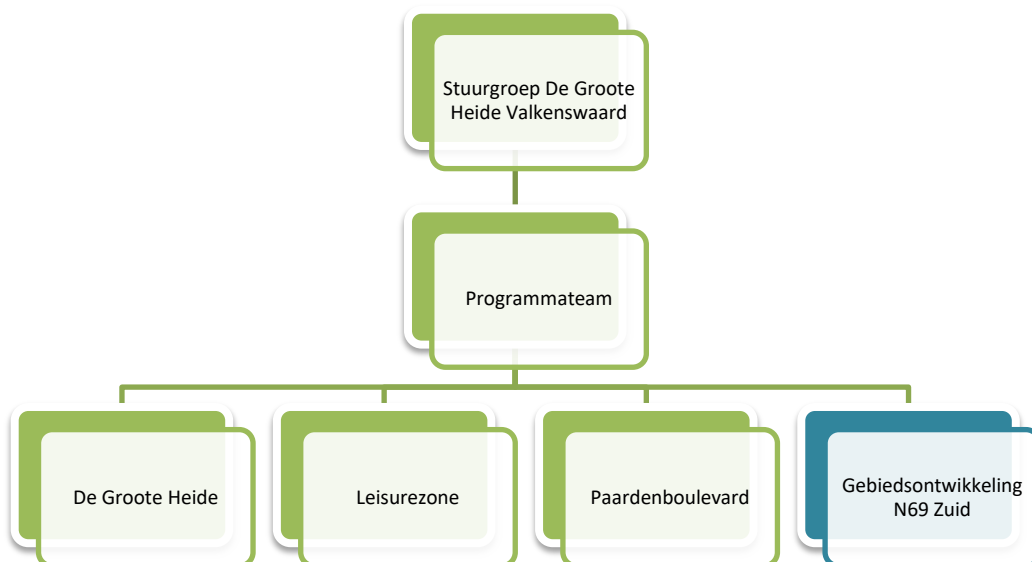 Stuurgroep De Groote
Heide Valkenswaard
Programmateam
De Groote Heide
Leisurezone
Paardenboulevard
Gebiedsontwikkeling
N69 Zuid